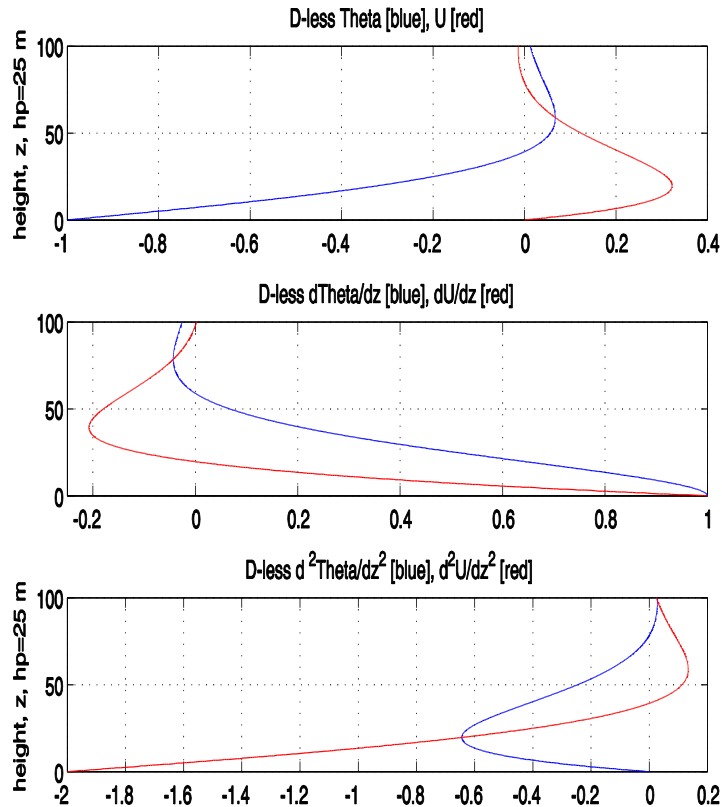 D-less Theta [blue], U [red]
height, z, hp=25 m
100
50
0
-1 -0.8 -0.6 -0.4 -0.2 0 0.2 0.4
D-less dTheta/dz [blue], dU/dz [red]
100
50
0
-0.2 0 0.2 0.4 0.6 0.8 1
D-less d ²Theta/dz² [blue], d²U/dz² [red]
height, z, hp=25 m
100
50
0
-2 -1.8 -1.6 -1.4 -1.2 -1 -0.8 -0.6 -0.4 -0.2 0 0.2